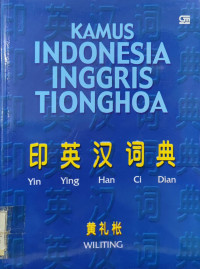 KAMUS
INDONESIA
INGGRIS
TIONGHOA
印英汉词典
Yin Ying Han Ci Dian
黄礼枨
WILITING